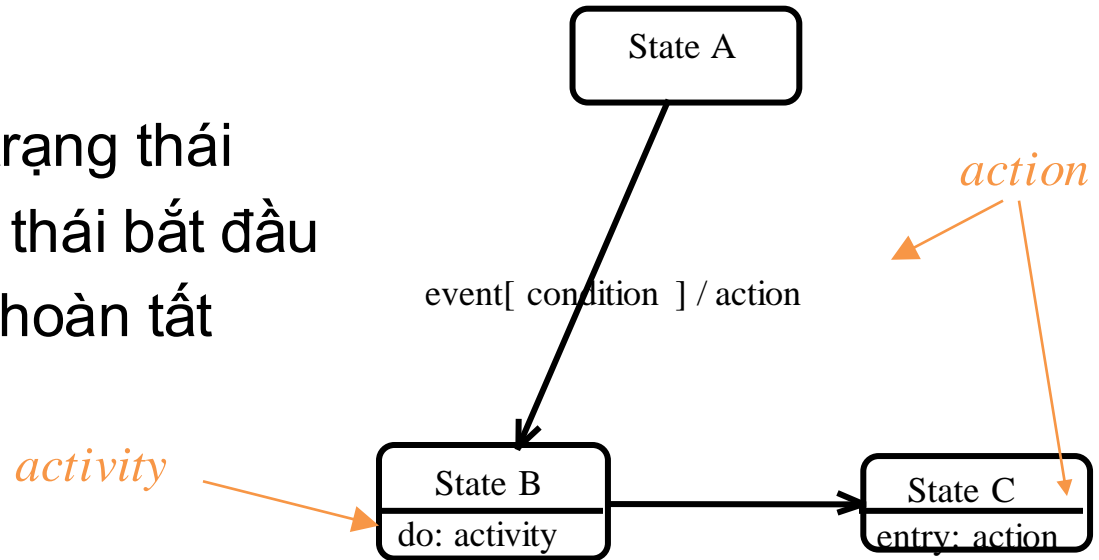 State A
rạng thái
action
thái bắt đầu
event[ condition ] / action
hoàn tất
activity
State B
do: activity
State C
entry: action